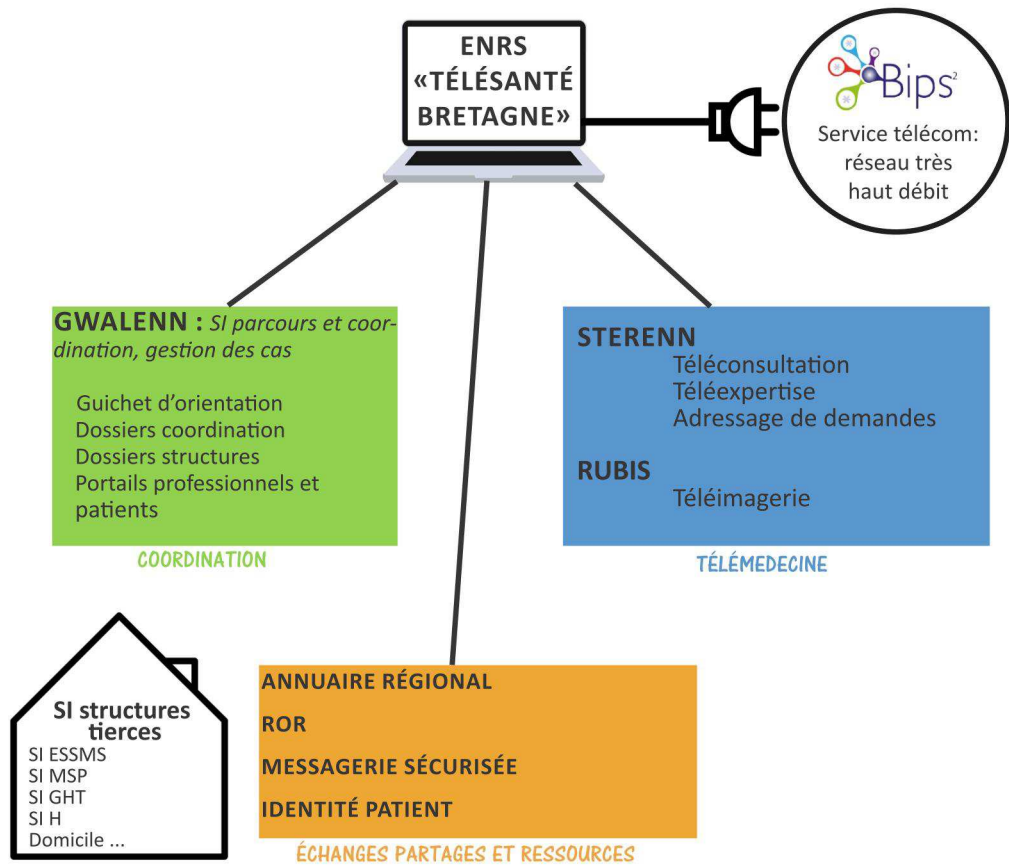 ENRS
«TÉLÉSANTÉ
BRETAGNE»
Bips²
Service télécom:
réseau très
haut débit
GWALENN : SI parcours et coor-
dination, gestion des cas
Guichet d'orientation
Dossiers coordination
Dossiers structures
Portails professionnels et
patients
COORDINATION
STERENN
Téléconsultation
Téléexpertise
Adressage de demandes
RUBIS
Téléimagerie
TÉLÉMEDECINE
SI structures
tierces
SI ESSMS
SI MSP
SI GHT
SI H
Domicile ...
ANNUAIRE RÉGIONAL
ROR
MESSAGERIE SÉCURISÉE
IDENTITÉ PATIENT
ÉCHANGES PARTAGES ET RESSOURCES